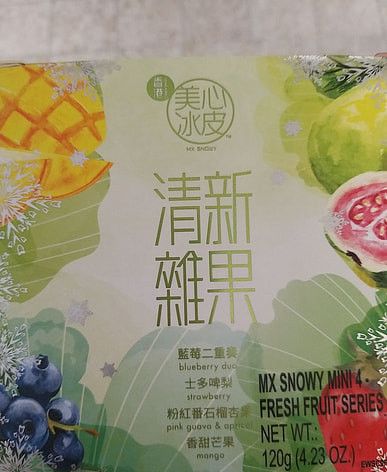 香港
美心
冰皮
TM
MX SNOWY
清新
雜果
藍莓二重奏
blueberry duo
士多啤梨
strawberry
粉紅番石榴杏果
pink guava & apricot
香甜芒果
mango
MX SNOWY MINI 4
FRESH FRUIT SERIES
NET WT.:
120g (4.23 OZ.)